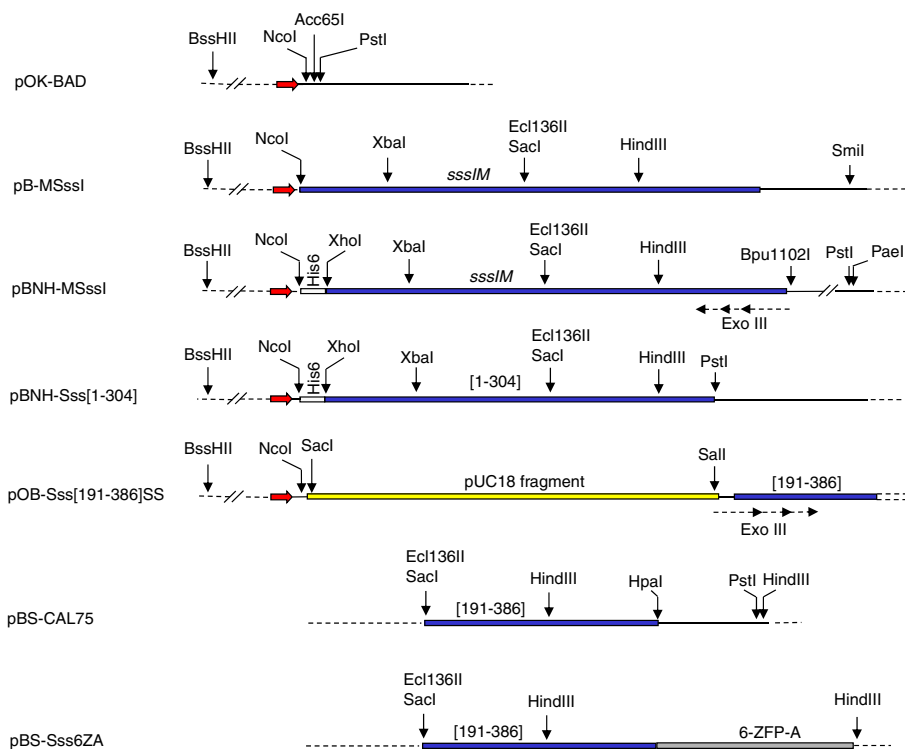 Acc65I
BssHII NcoI PstI
pOK-BAD
BssHII NcoI XbaI Ecl136II SacI HindIII SmiI
sssIM
pB-MSssI
BssHII NcoI His6 XhoI XbaI Ecl136II SacI HindIII Bpu1102I PstI PaeI
sssIM
pBNH-MSssI
Exo III
BssHII NcoI His6 XhoI XbaI Ecl136II SacI HindIII PstI
[1-304]
pBNH-Sss[1-304]
BssHII NcoI SacI SalI
pUC18 fragment [191-386]
pOB-Sss[191-386]SS
Exo III
Ecl136II
SacI HindIII HpaI PstI HindIII
[191-386]
pBS-CAL75
Ecl136II
SacI HindIII HindIII
[191-386] 6-ZFP-A
pBS-Sss6ZA